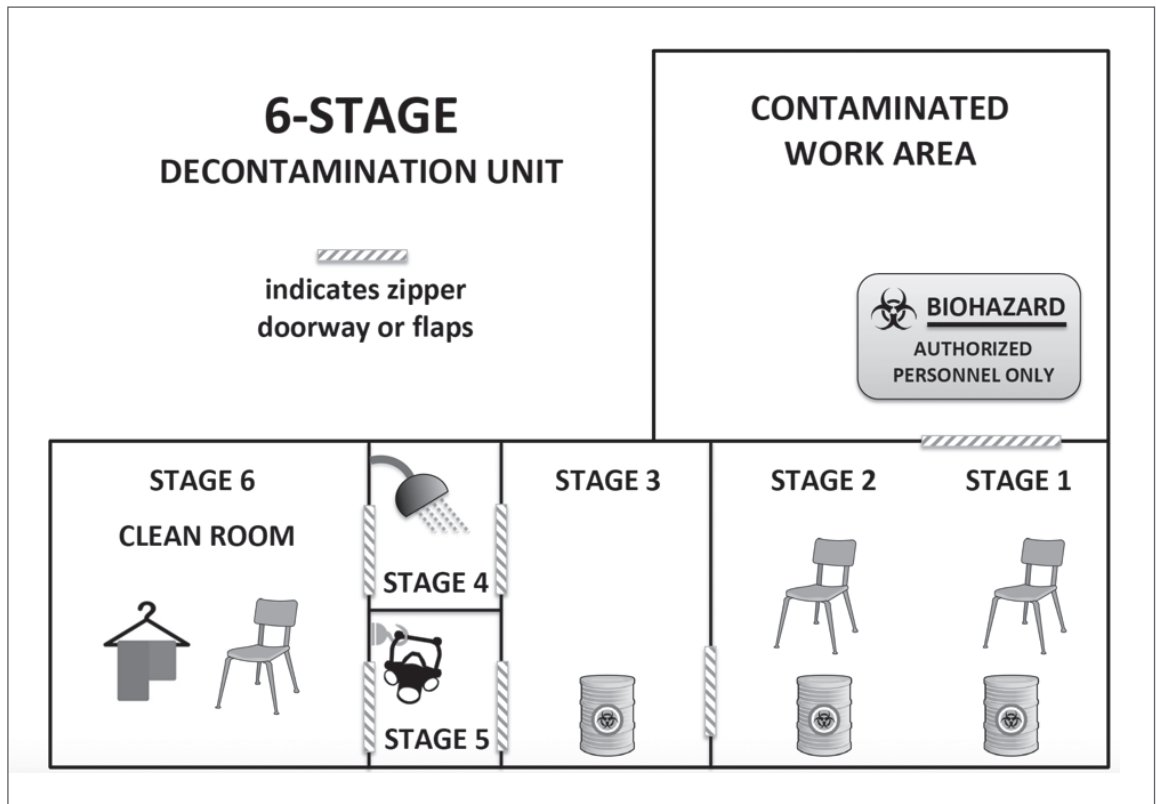 6-STAGE
DECONTAMINATION UNIT
indicates zipper
doorway or flaps
CONTAMINATED
WORK AREA
BIOHAZARD
AUTHORIZED
PERSONNEL ONLY
STAGE 6
CLEAN ROOM
STAGE 4
STAGE 5
STAGE 3
STAGE 2
STAGE 1